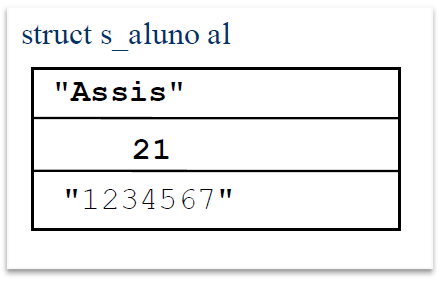 struct s_aluno al
"Assis"
21
"1234567"